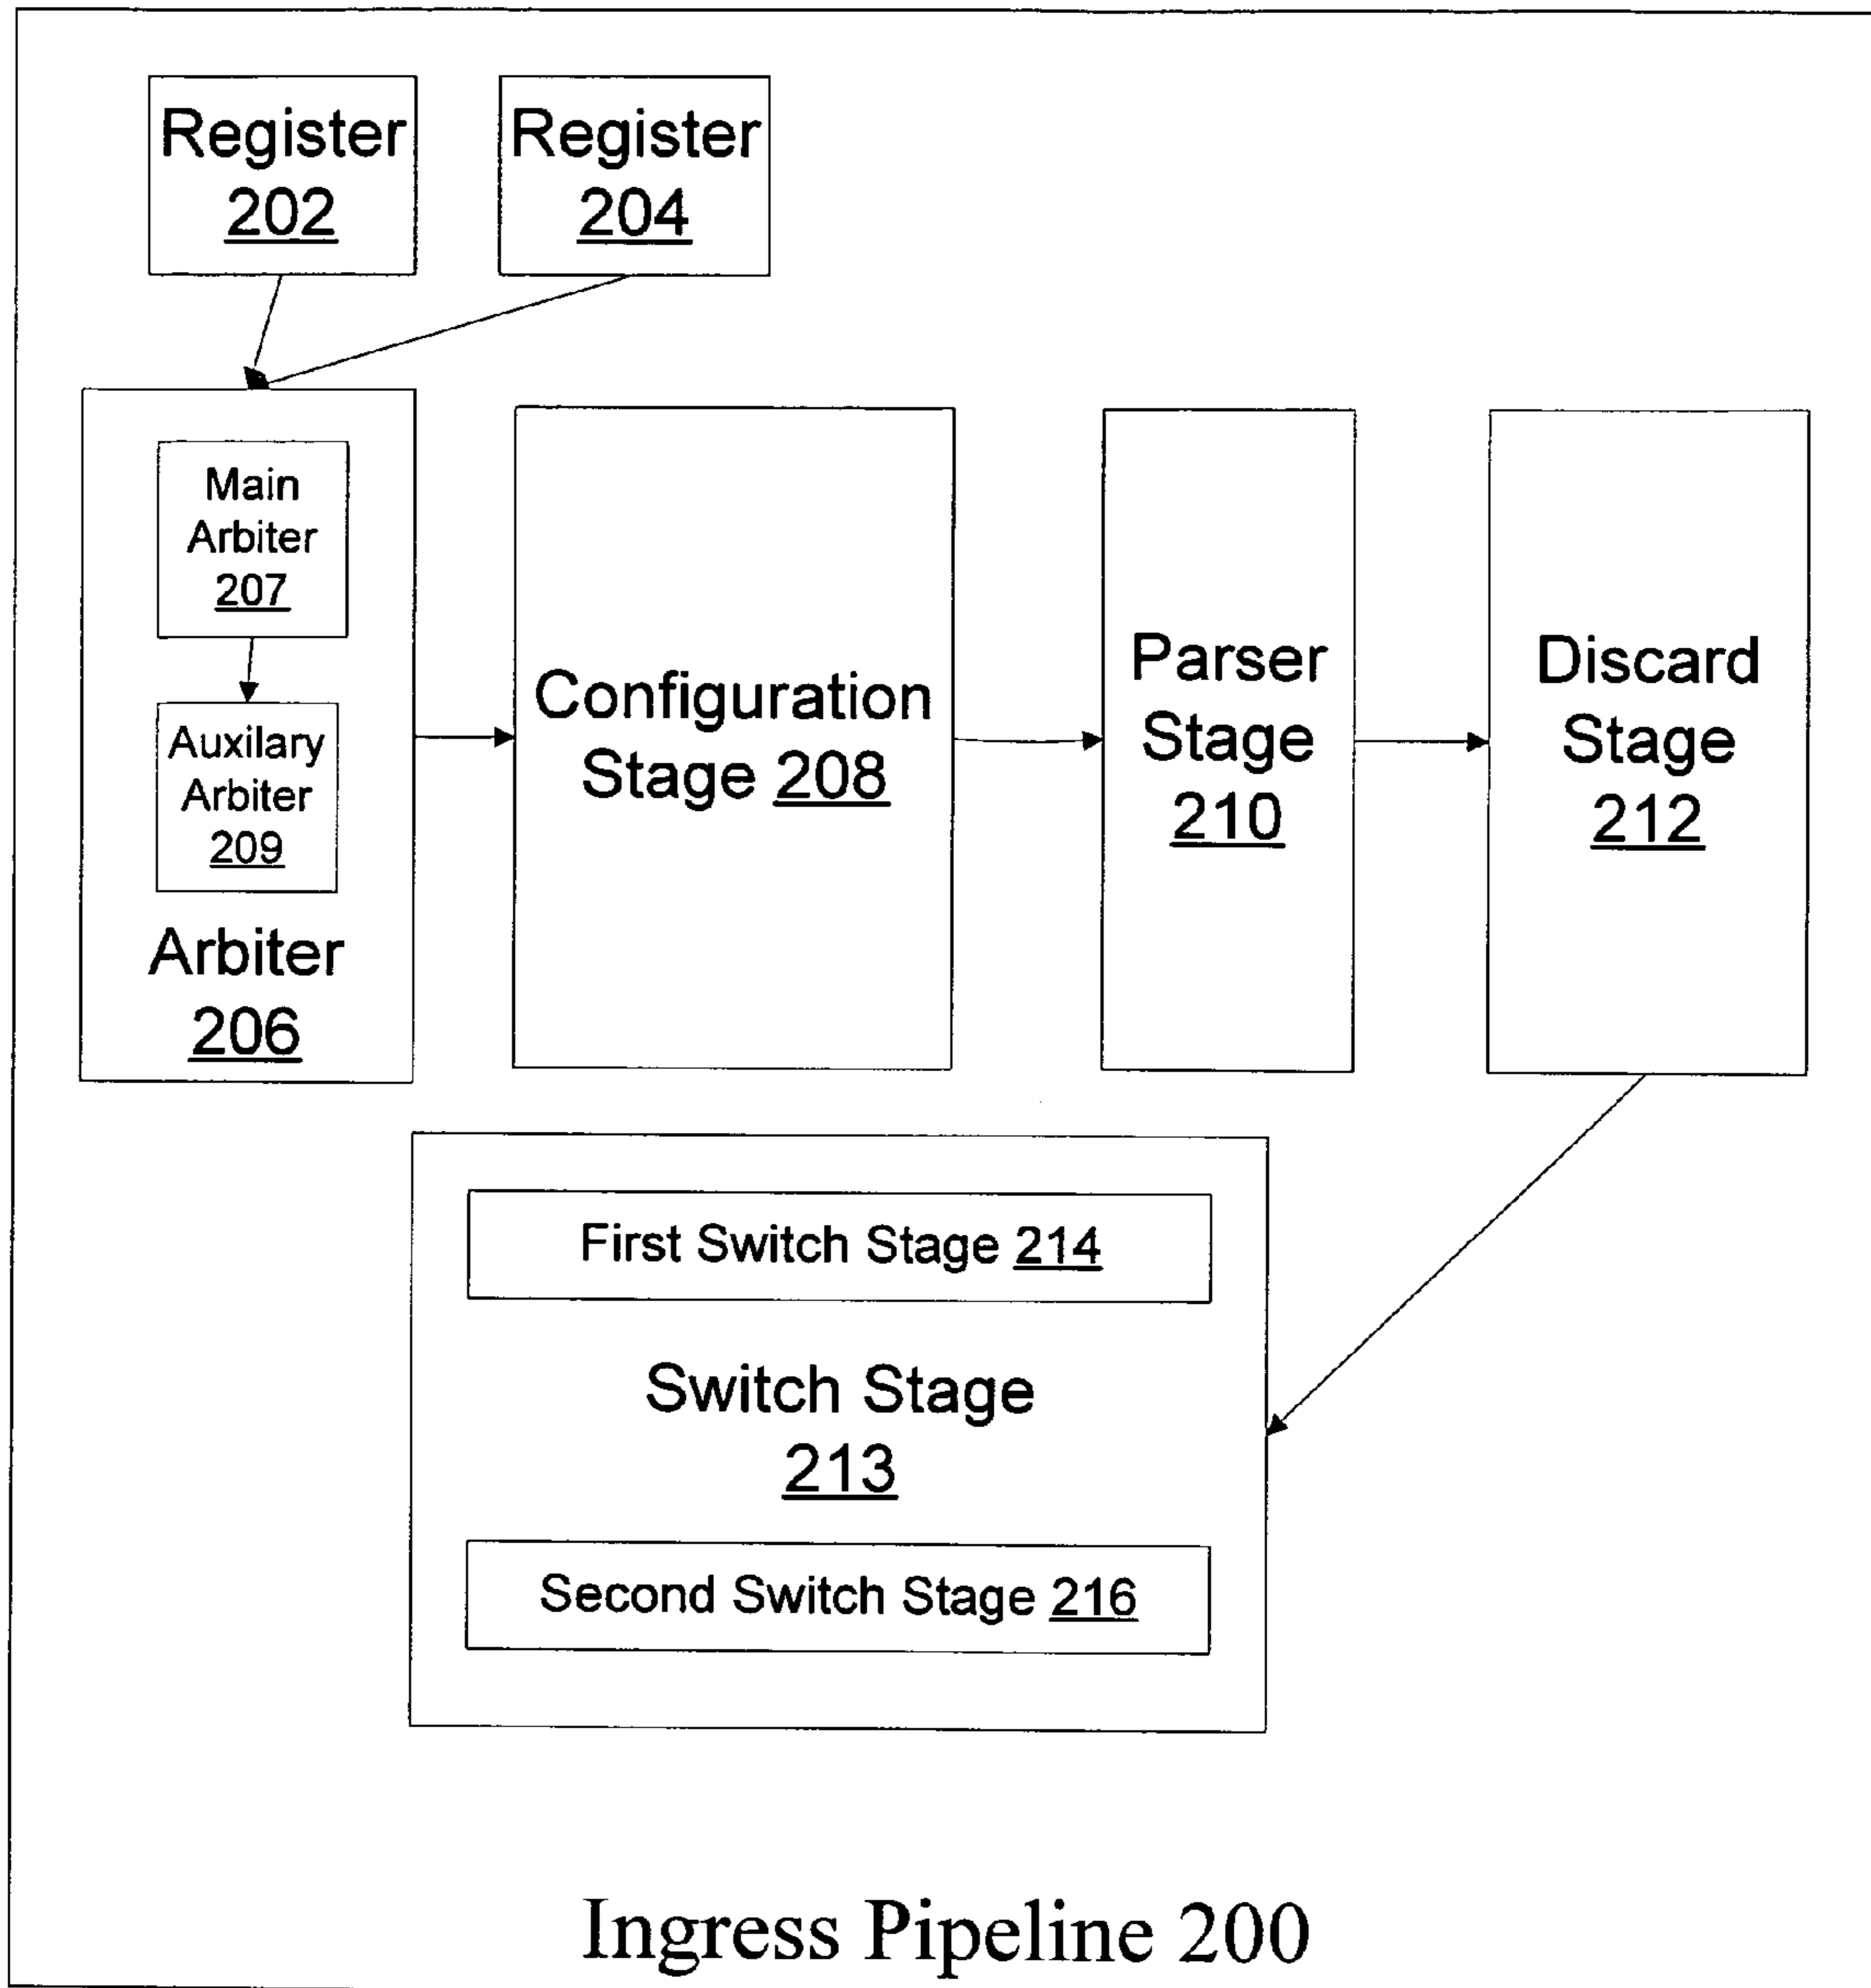 Register
202
Register
204
Main
Arbiter
207
Auxilary
Arbiter
209
Arbiter
206
Configuration
Stage 208
Parser
Stage
210
Discard
Stage
212
First Switch Stage 214
Switch Stage
213
Second Switch Stage 216
Ingress Pipeline 200